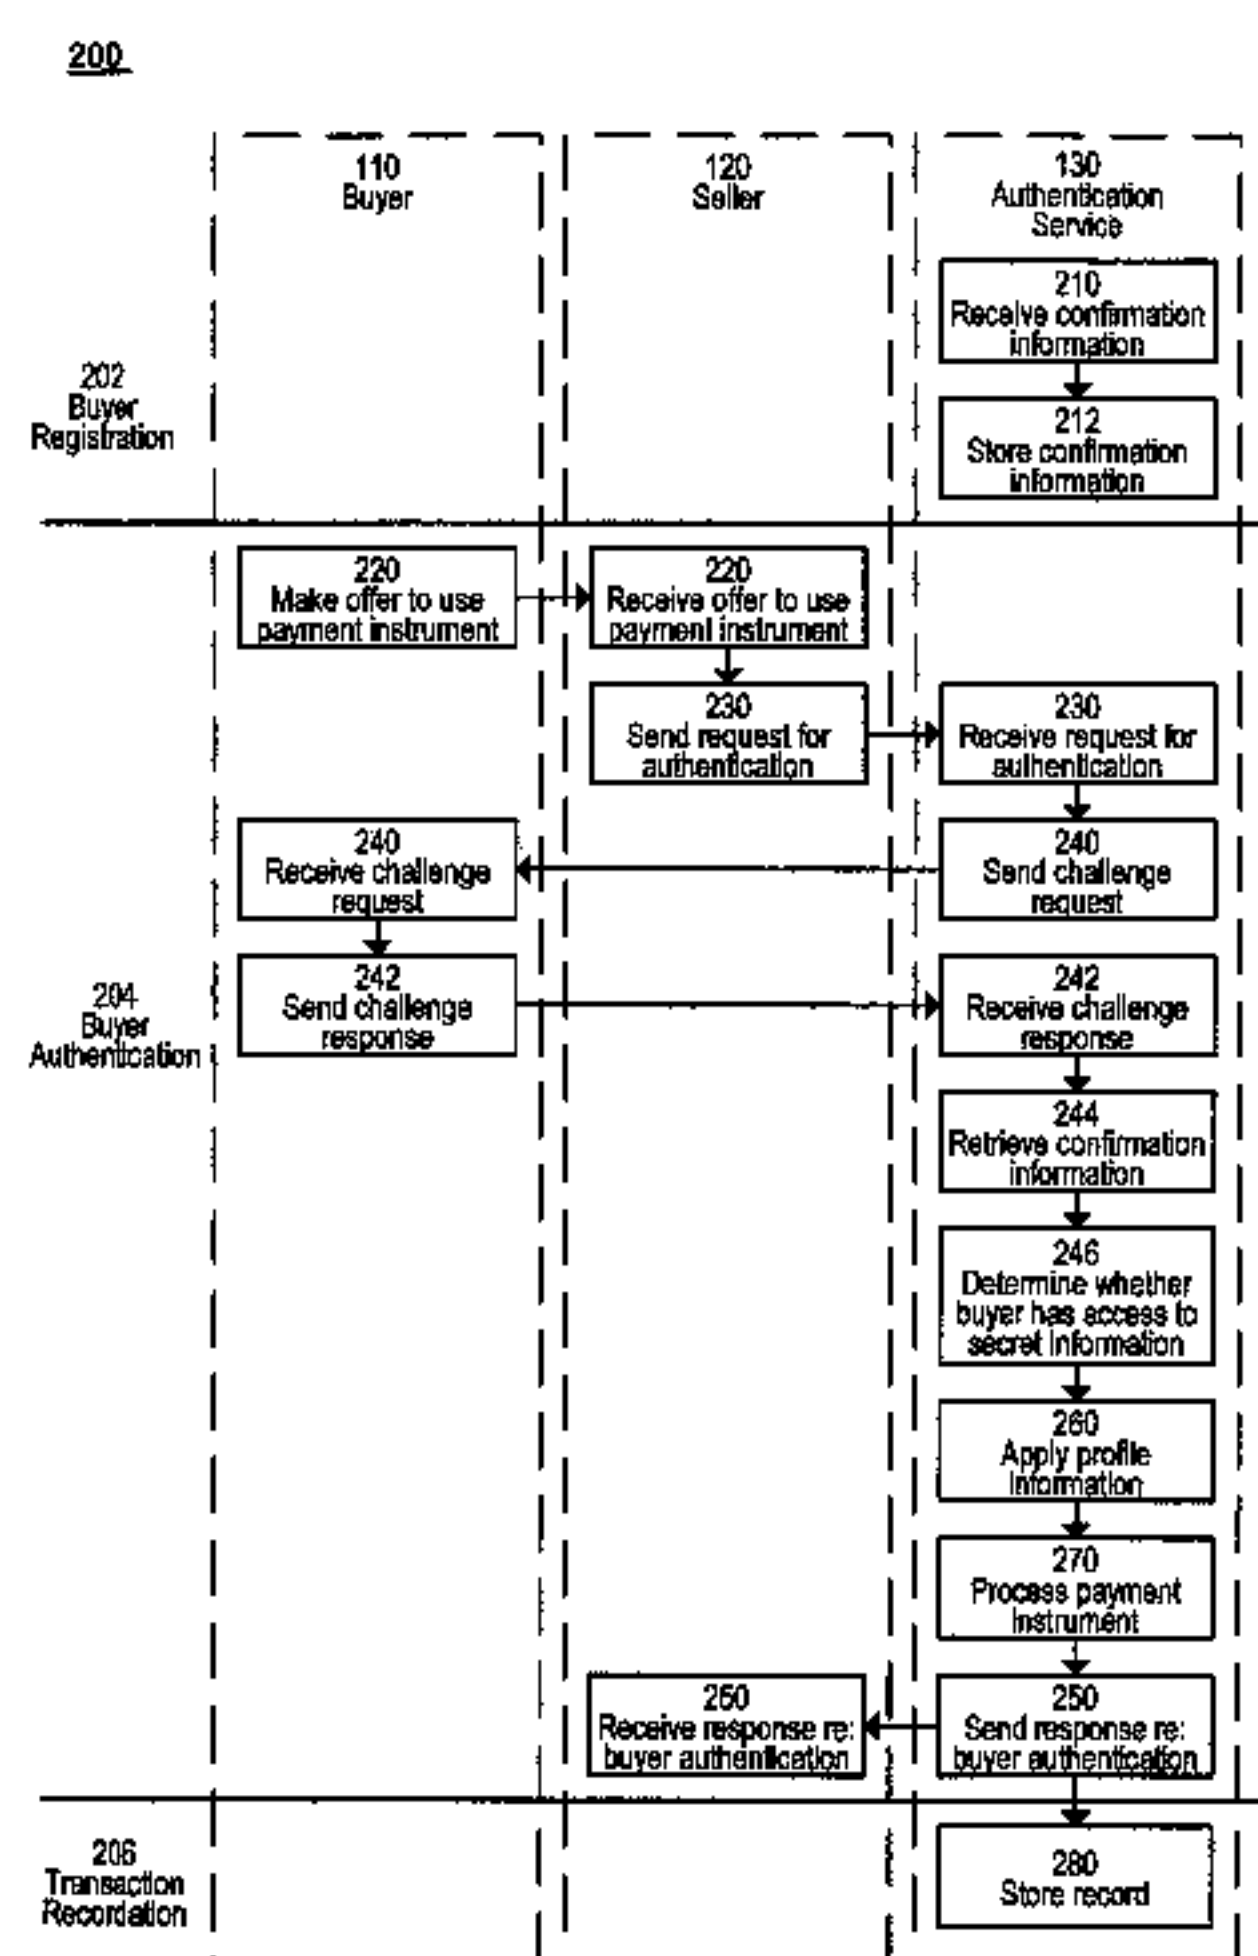 200
110
Buyer
120
Seller
130
Authentication
Service
210
Receive confirmation
information
202
Buyer
Registration
212
Store confirmation
information
220
Make offer to use
payment instrument
220
Receive offer to use
payment instrument
230
Send request for
authentication
230
Receive request for
authentication
240
Receive challenge
request
240
Send challenge
request
204
Buyer
Authentication
242
Send challenge
response
242
Receive challenge
response
244
Retrieve confirmation
information
246
Determine whether
buyer has access to
secret information
260
Apply profile
information
270
Process payment
instrument
250
Receive response re:
buyer authentication
250
Send response re:
buyer authentication
206
Transaction
Recordation
280
Store record